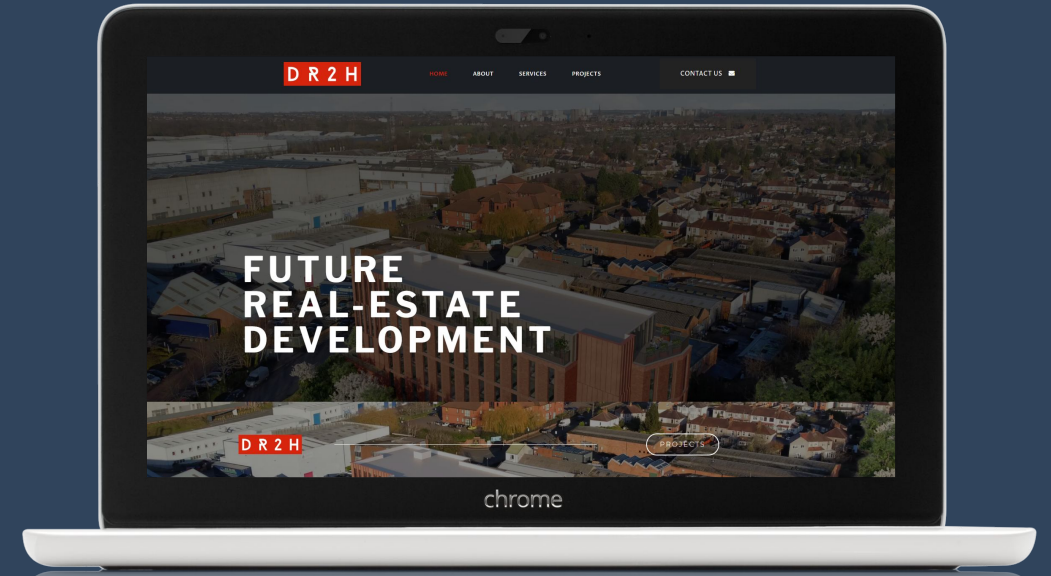 DR2H
HOME
ABOUT
SERVICES
PROJECTS
CONTACT US
FUTURE
REAL-ESTATE
DEVELOPMENT
DR2H
PROJECTS
chrome